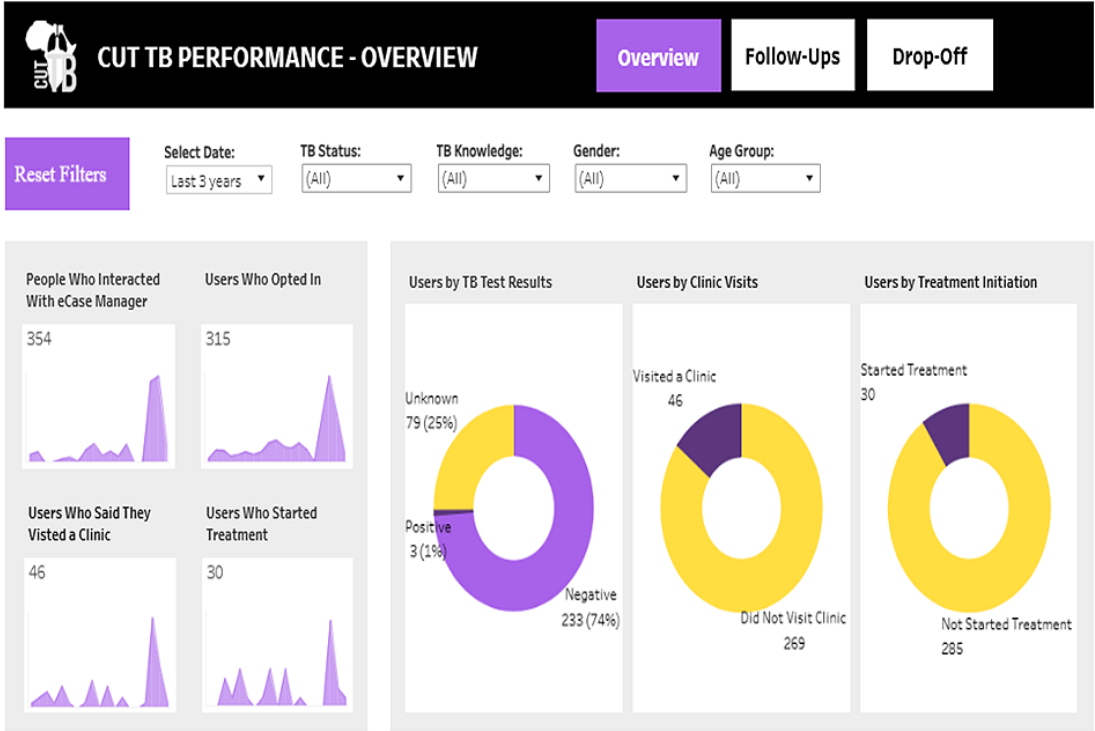 CUT TB
CUT TB PERFORMANCE - OVERVIEW
Overview
Follow-Ups
Drop-Off
Reset Filters
Select Date:
Last 3 years
TB Status:
(All)
TB Knowledge:
(All)
Gender:
(All)
Age Group:
(All)
People Who Interacted
With eCase Manager
354
Users Who Opted In
315
Users Who Said They
Visted a Clinic
46
Users Who Started
Treatment
30
Users by TB Test Results
Unknown
79 (25%)
Positive
3 (1%)
Negative
233 (74%)
Users by Clinic Visits
Visited a Clinic
46
Did Not Visit Clinic
269
Users by Treatment Initiation
Started Treatment
30
Not Started Treatment
285